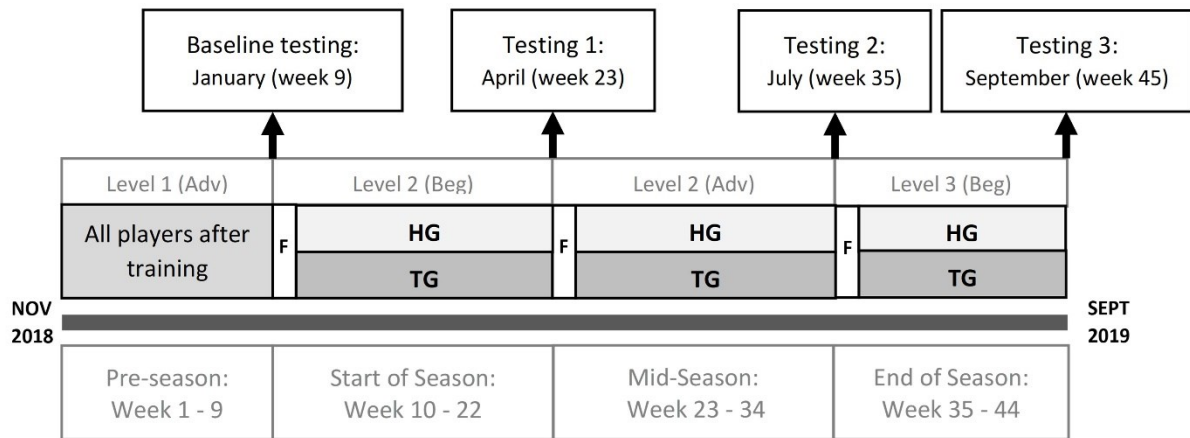 Baseline testing:
January (week 9)
Testing 1:
April (week 23)
Testing 2:
July (week 35)
Testing 3:
September (week 45)
Level 1 (Adv)
Level 2 (Beg)
Level 2 (Adv)
Level 3 (Beg)
All players after
training
F
HG
TG
F
HG
TG
F
HG
TG
NOV
2018
SEPT
2019
Pre-season:
Week 1 - 9
Start of Season:
Week 10 - 22
Mid-Season:
Week 23 - 34
End of Season:
Week 35 - 44